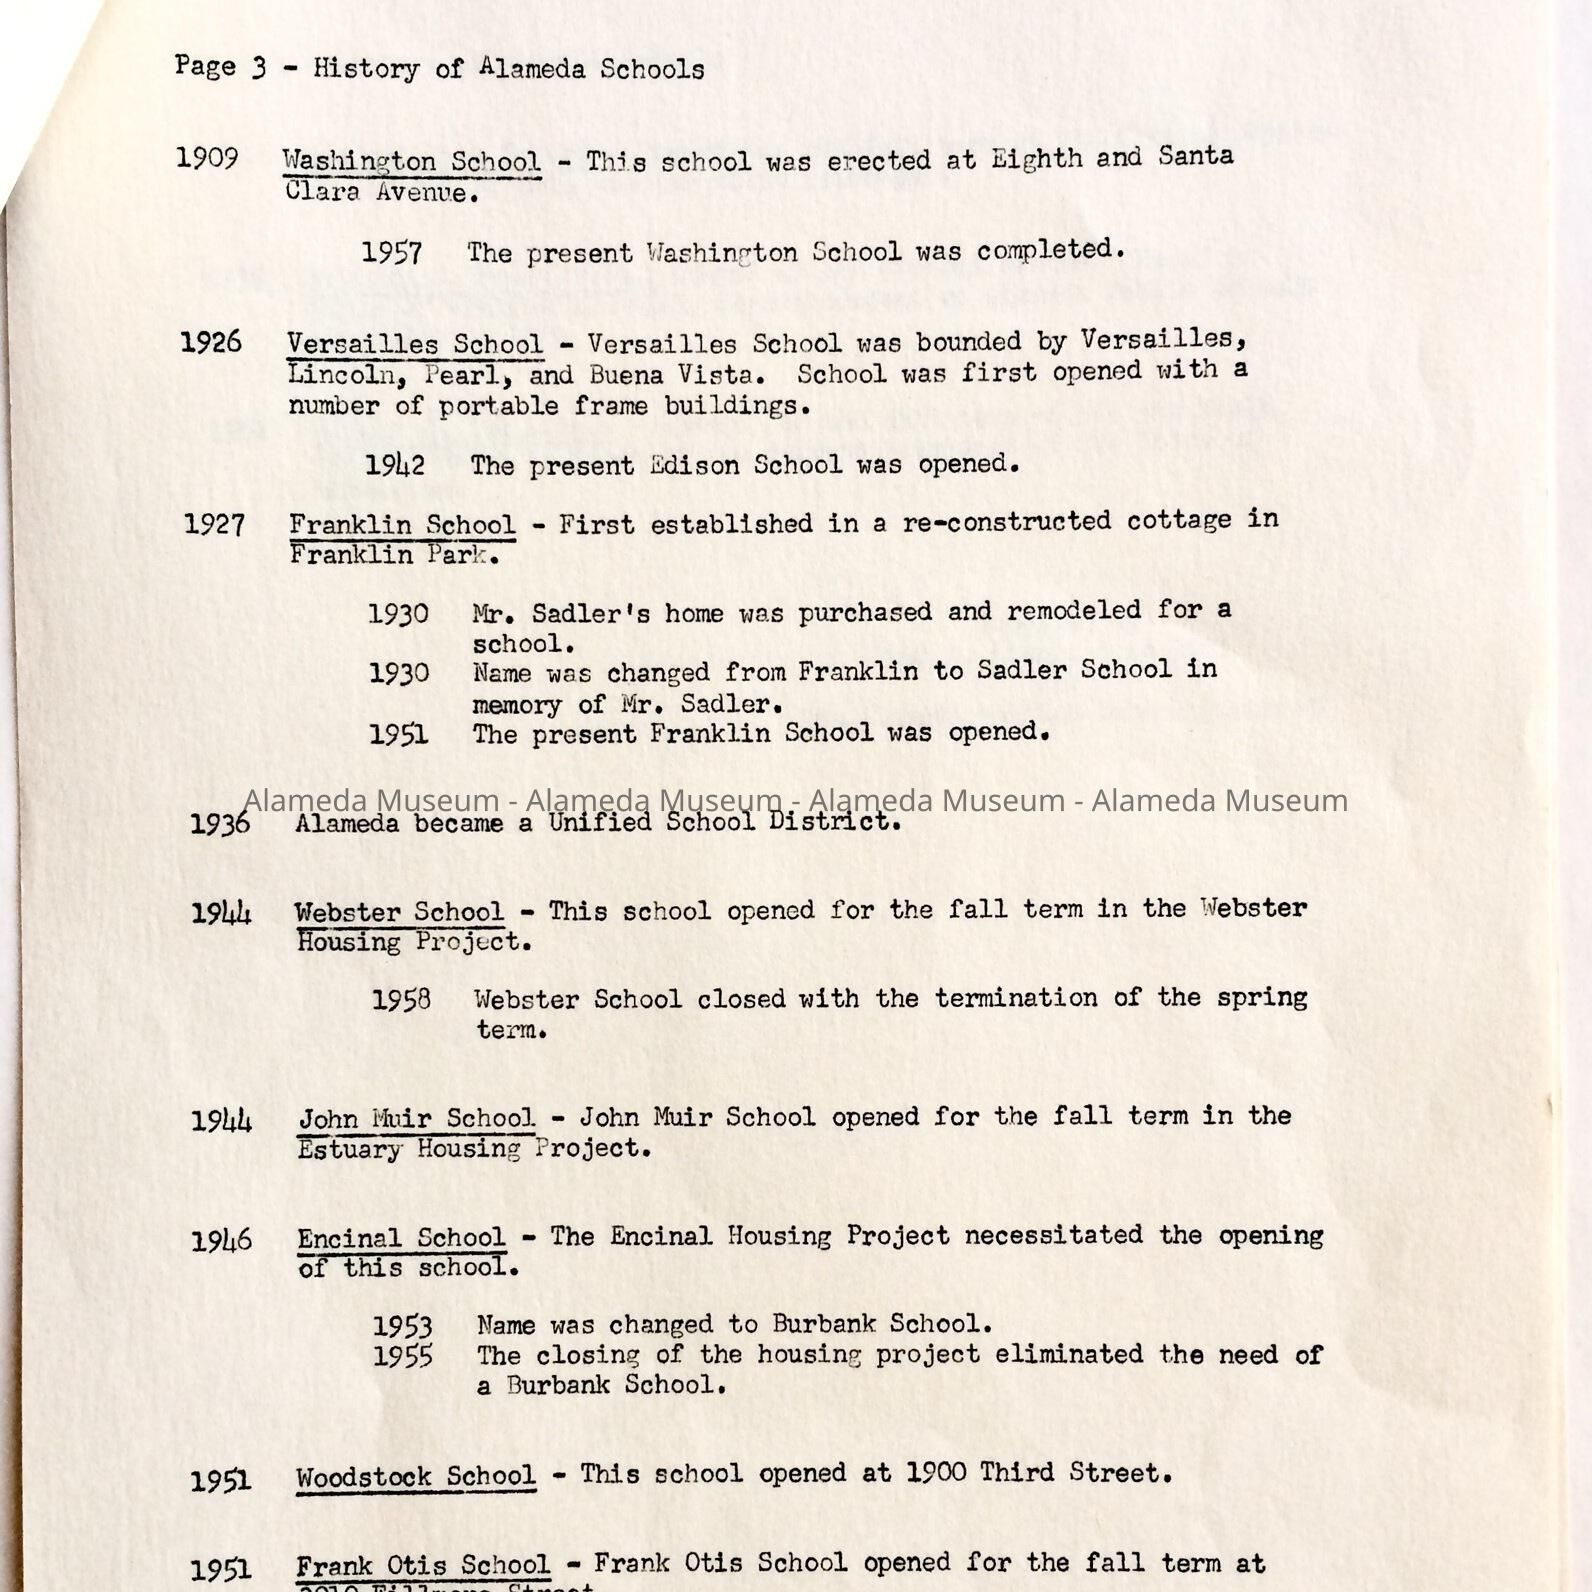 Page 3 - History of Alameda Schools
1909 Washington School - This school was erected at Eighth and Santa
Clara Avenue.
1957 The present Washington School was completed.
1926 Versailles School - Versailles School was bounded by Versailles,
Lincoln, Pearl, and Buena Vista. School was first opened with a
number of portable frame buildings.
1942 The present Edison School was opened.
1927 Franklin School - First established in a re-constructed cottage in
Franklin Park.
1930 Mr. Sadler's home was purchased and remodeled for a
school.
1930 Name was changed from Franklin to Sadler School in
memory of Mr. Sadler.
1951 The present Franklin School was opened.
Alameda Museum - Alameda Museum - Alameda Museum - Alameda Museum
1936 Alameda became a Unified School District.
1944 Webster School - This school opened for the fall term in the Webster
Housing Project.
1958 Webster School closed with the termination of the spring
term.
1944 John Muir School - John Muir School opened for the fall term in the
Estuary Housing Project.
1946 Encinal School - The Encinal Housing Project necessitated the opening
of this school.
1953 Name was changed to Burbank School.
1955 The closing of the housing project eliminated the need of
a Burbank School.
1951 Woodstock School - This school opened at 1900 Third Street.
1951 Frank Otis School - Frank Otis School opened for the fall term at
Fillmore Street